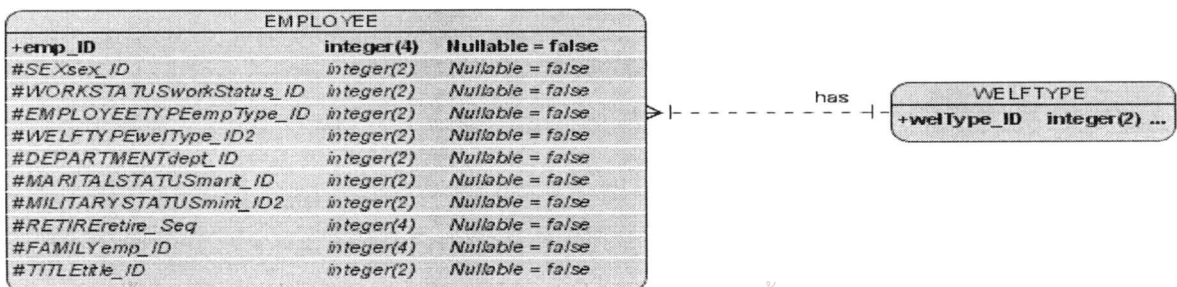 EMPLOYEE
+emp_ID integer(4) Nullable = false
#SEXsex_ID integer(2) Nullable = false
#WORKSTATUSworkStatus_ID integer(2) Nullable = false
#EMPLOYEETYPEempType_ID integer(2) Nullable = false
#WELFTYPEwelType_ID2 integer(2) Nullable = false
#DEPARTMENTdept_ID integer(2) Nullable = false
#MARITALSTATUSmarit_ID integer(2) Nullable = false
#MILITARYSTATUSmint_ID2 integer(2) Nullable = false
#RETIREretire_Seq integer(4) Nullable = false
#FAMILYemp_ID integer(4) Nullable = false
#TITLEtitle_ID integer(2) Nullable = false
has
WELFTYPE
+welType_ID integer(2) ...